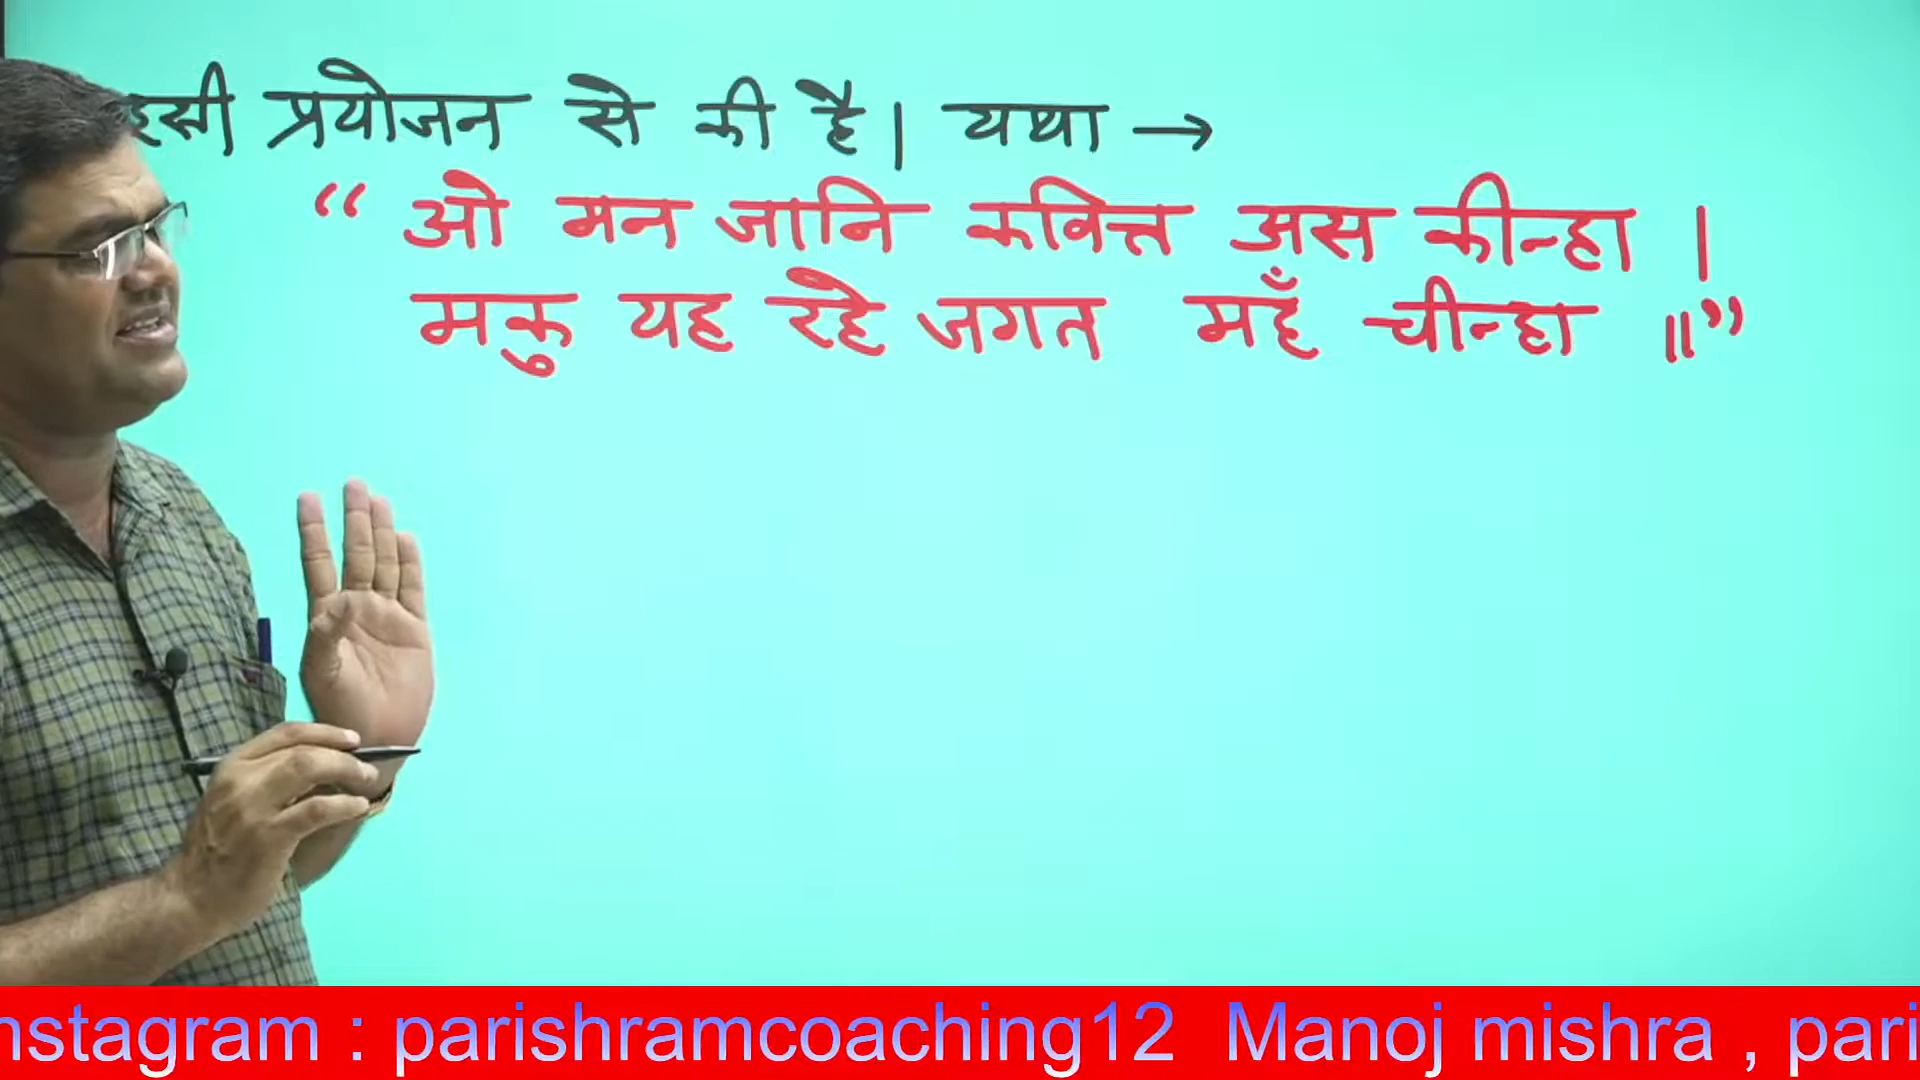 इसी प्रयोजन से की है। यथा →
“ ओ मन जानि कवित्त अस कीन्हा ।
मकु यह रहे जगत महँ चीन्हा ॥”
nstagram : parishramcoaching12 Manoj mishra , pari